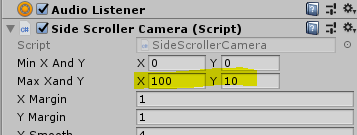 Audio Listener
Side Scroller Camera (Script)
Script SideScrollerCamera
Min X And Y X 0 Y 0
Max Xand Y X 100 Y 10
X Margin 1
Y Margin 1
X Smooth 4